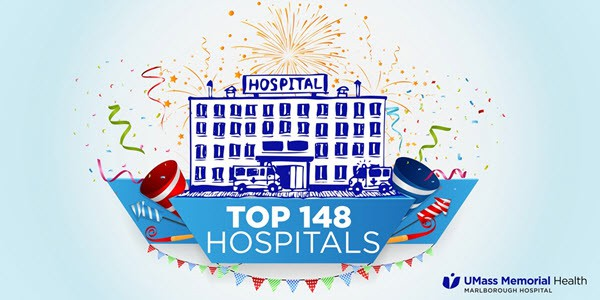 HOSPITAL
TOP 148
HOSPITALS
UMass Memorial Health
MARLBOROUGH HOSPITAL